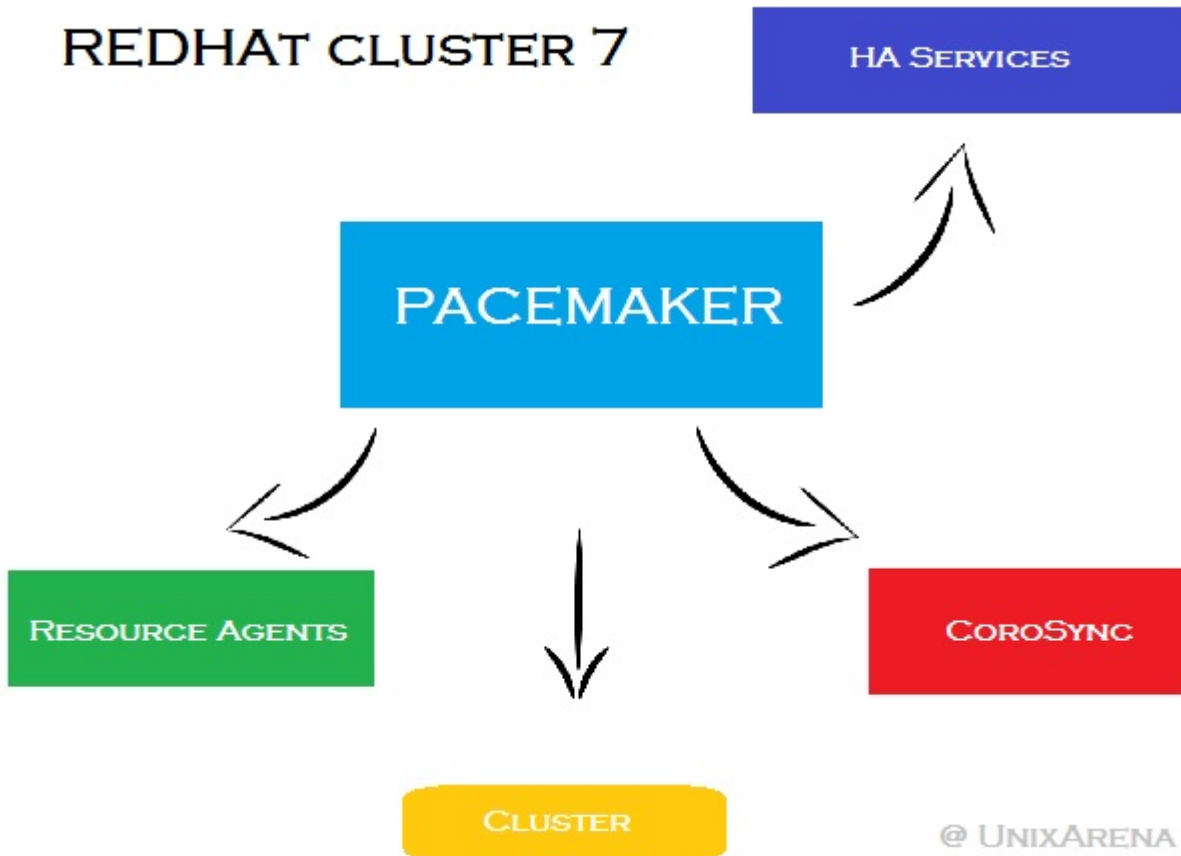 REDHAT CLUSTER 7
HA SERVICES
PACEMAKER
RESOURCE AGENTS
COROSYNC
CLUSTER
@ UNIXARENA